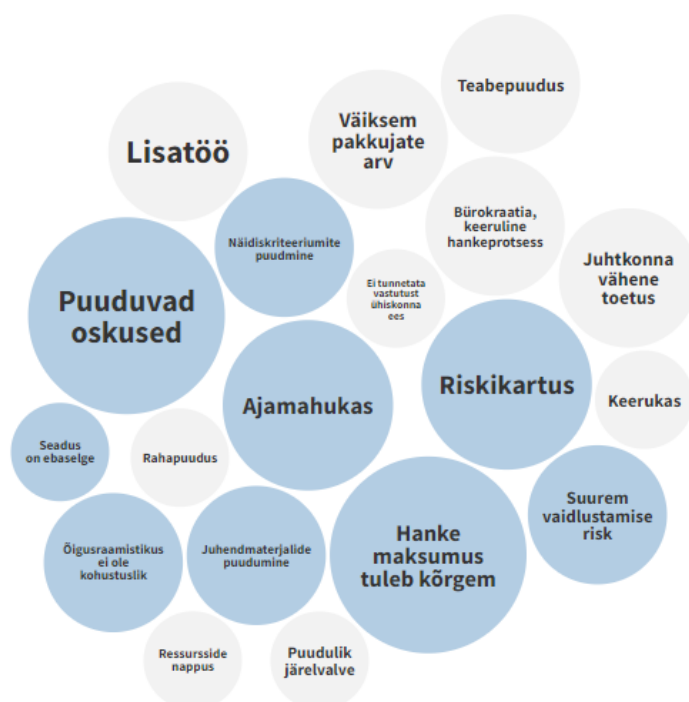 Teabepuudus
Väiksem
pakkujate
arv
Lisatöö
Bürokraatia,
keeruline
hankeprotsess
Näidiskriteeriumite
puudmine
Juhtkonna
vähene
toetus
Ei tunnetata
vastutust
ühiskonna
ees
Puuduvad
oskused
Riskikartus
Ajamahukas
Keerukas
Seadus
on ebaselge
Rahapuudus
Suurem
vaidlustamise
risk
Hanke
maksumus
tuleb kõrgem
Õigusraamistikus
ei ole
kohustuslik
Juhendmaterjalide
puudumine
Ressursside
nappus
Puudulik
järelvalve